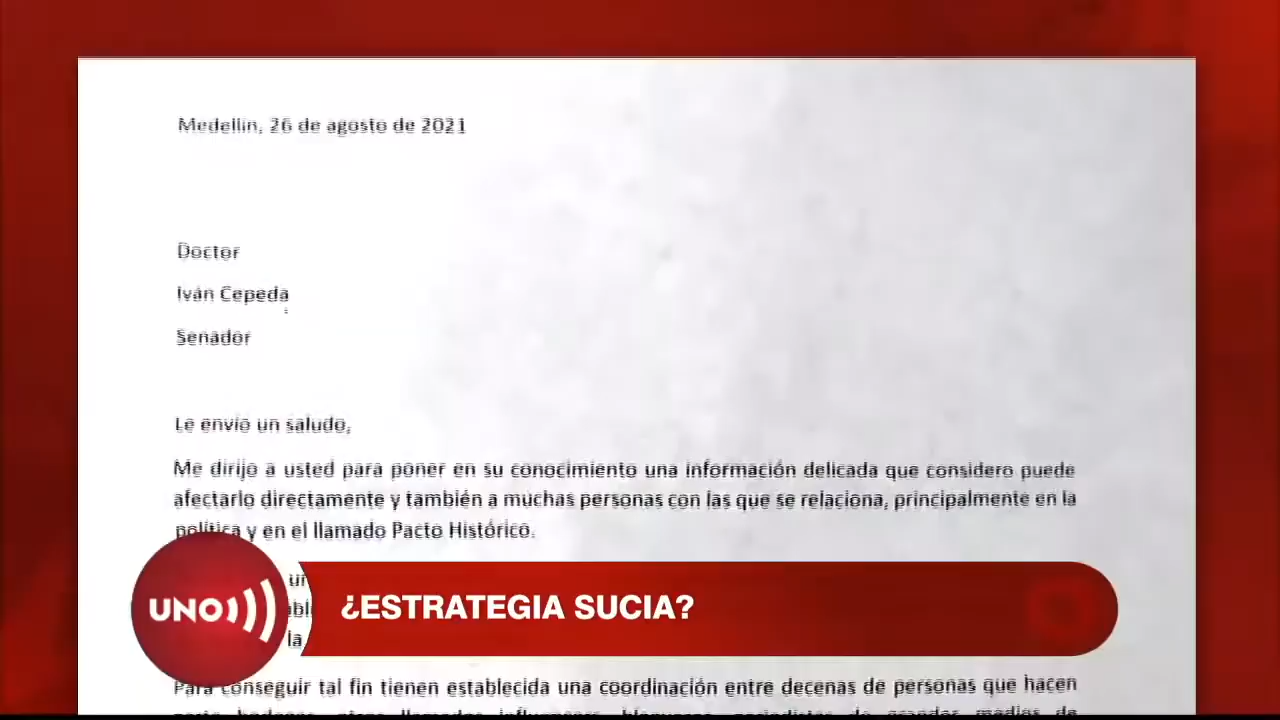 Medellín, 26 de agosto de 2021
Doctor
Iván Cepeda
Senador
Le envío un saludo,
Me dirijo a usted para poner en su conocimiento una información delicada que considero puede
afectarlo directamente y también a muchas personas con las que se relaciona, principalmente en la
política y en el llamado Pacto Histórico.
la
UNO
¿ESTRATEGIA SUCIA?
Para conseguir tal fin tienen establecida una coordinación entre decenas de personas que hacen